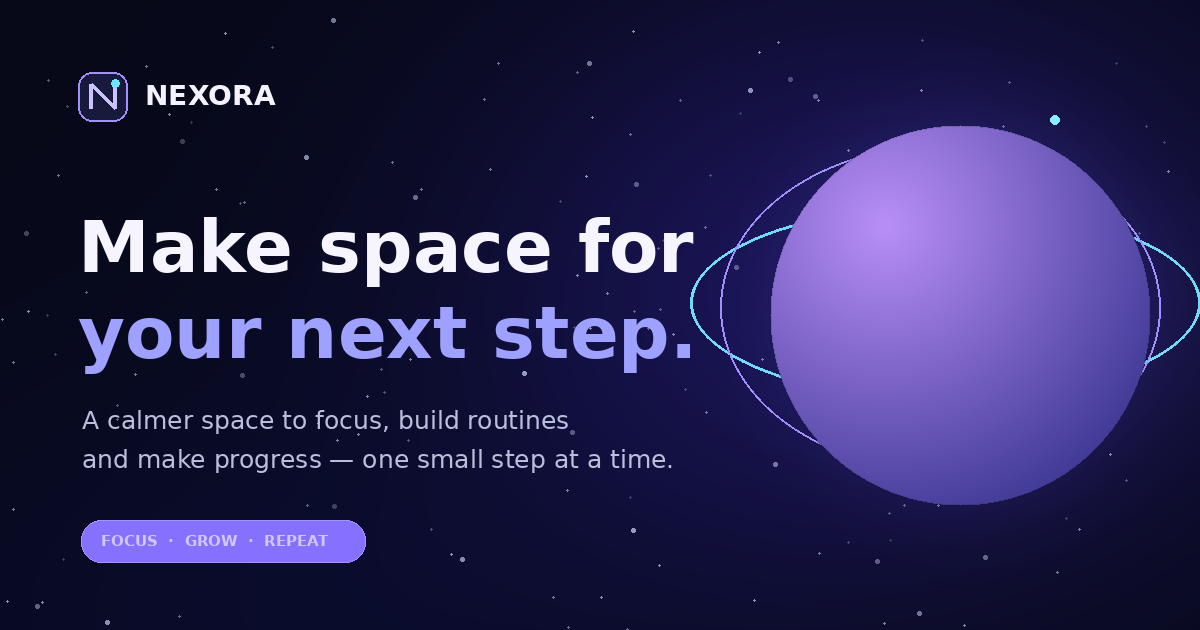 NEXORA
Make space for
your next step.
A calmer space to focus, build routines
and make progress — one small step at a time.
FOCUS · GROW · REPEAT